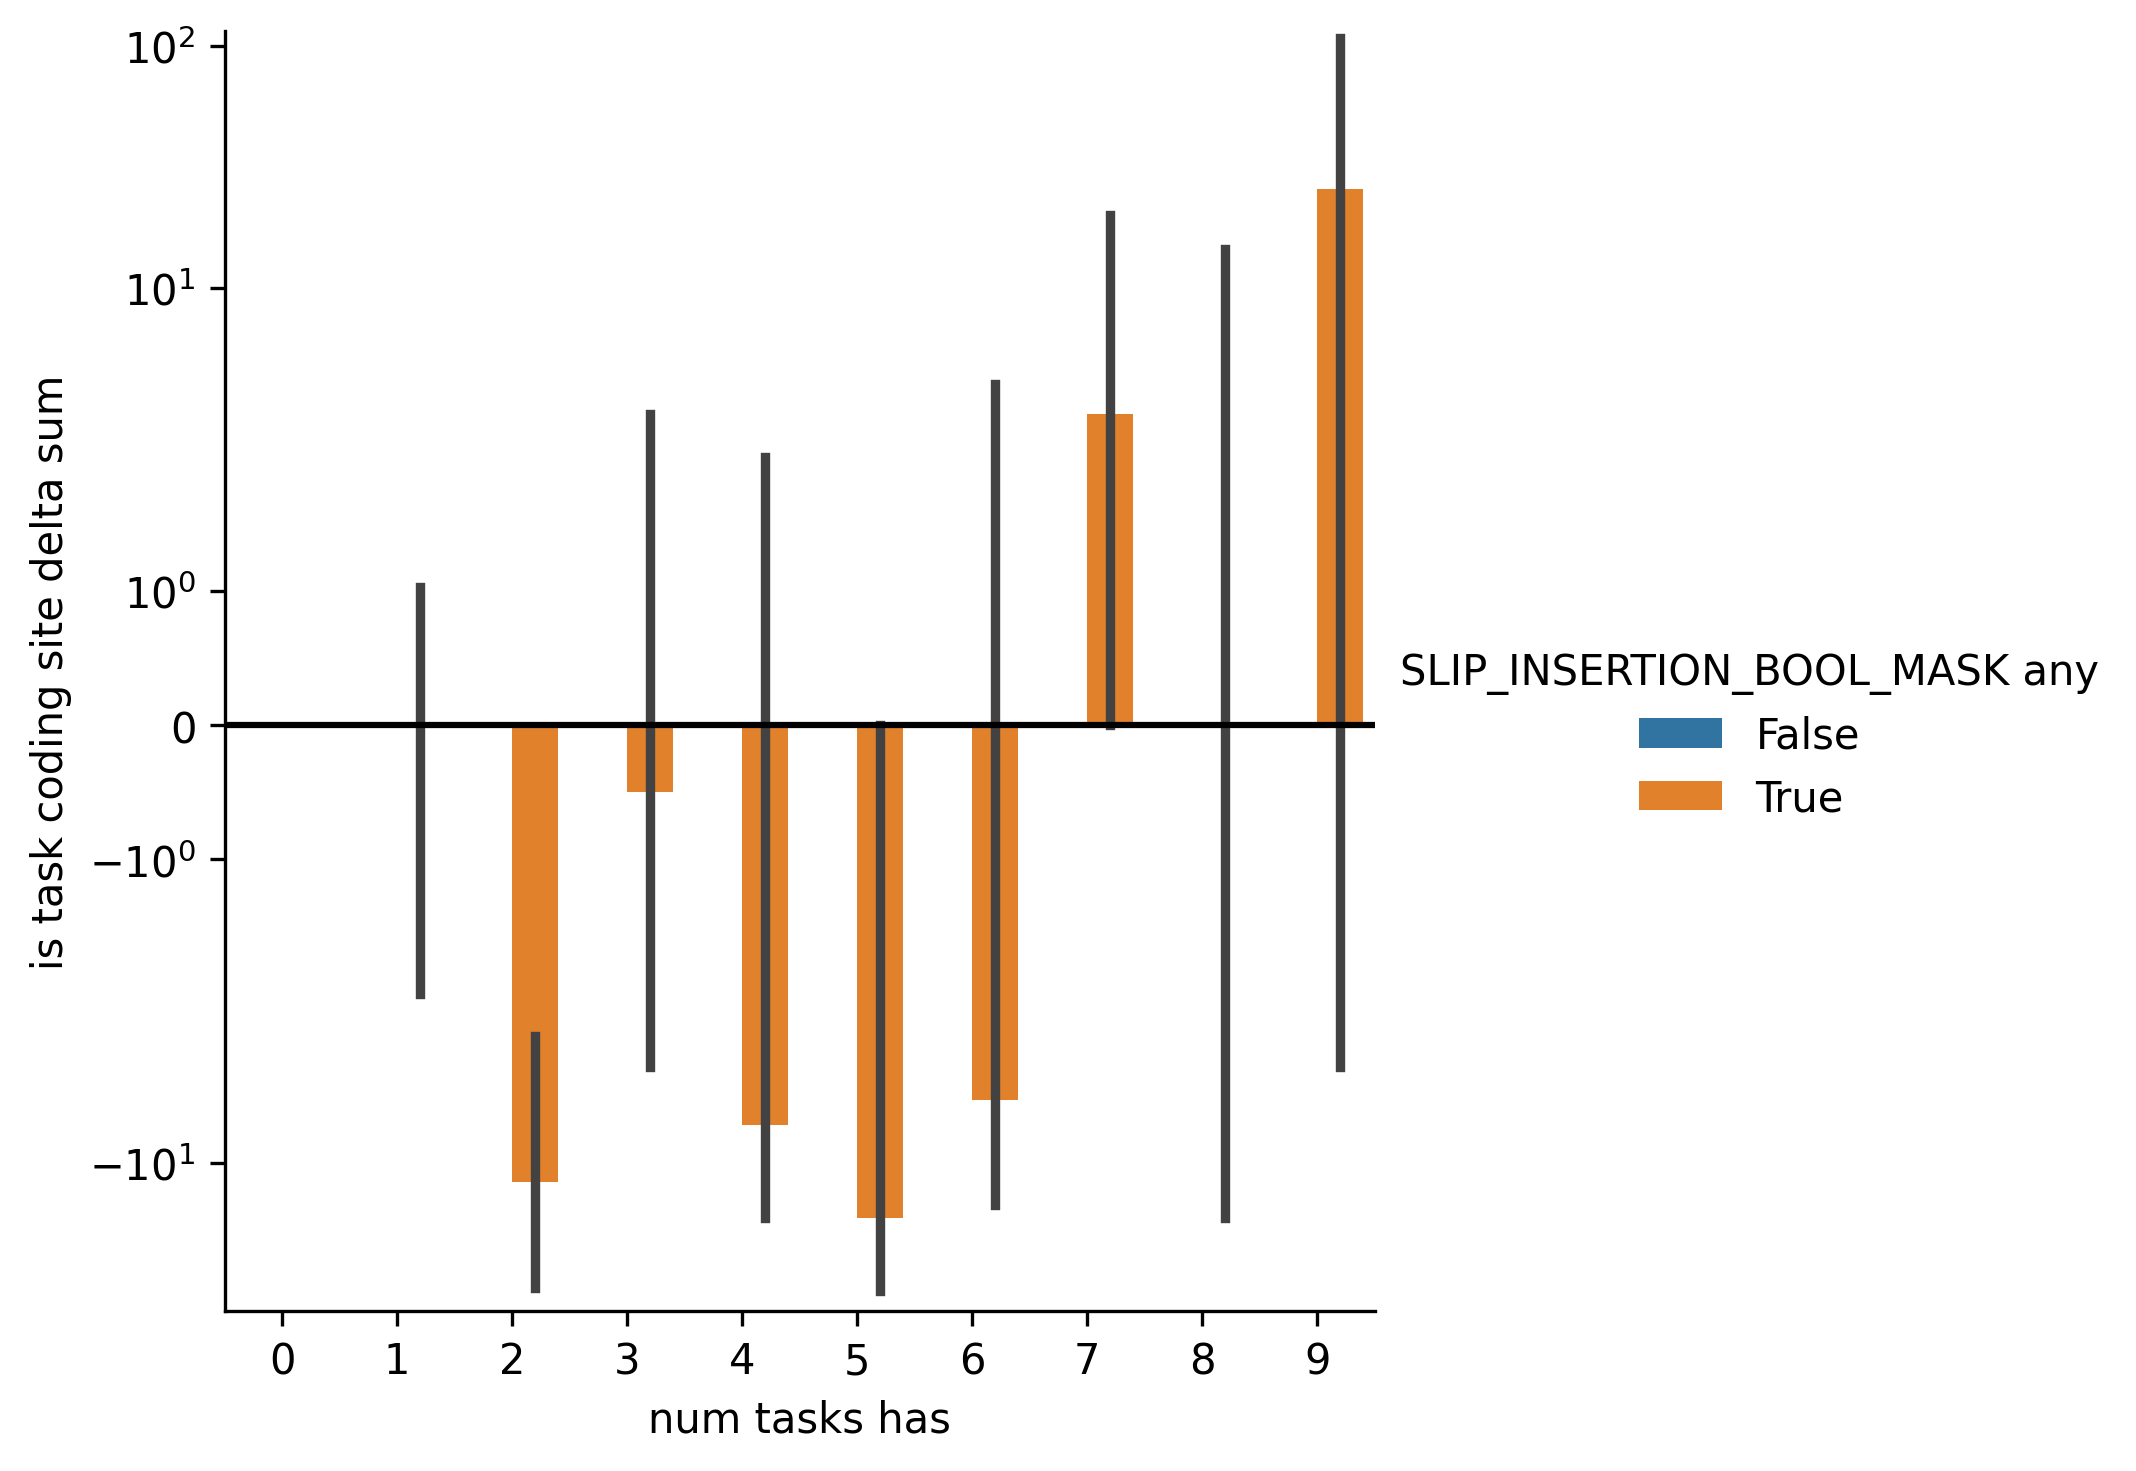 10²
10¹
10⁰
0
−10⁰
−10¹
is task coding site delta sum
0 1 2 3 4 5 6 7 8 9
num tasks has
SLIP_INSERTION_BOOL_MASK any
False
True